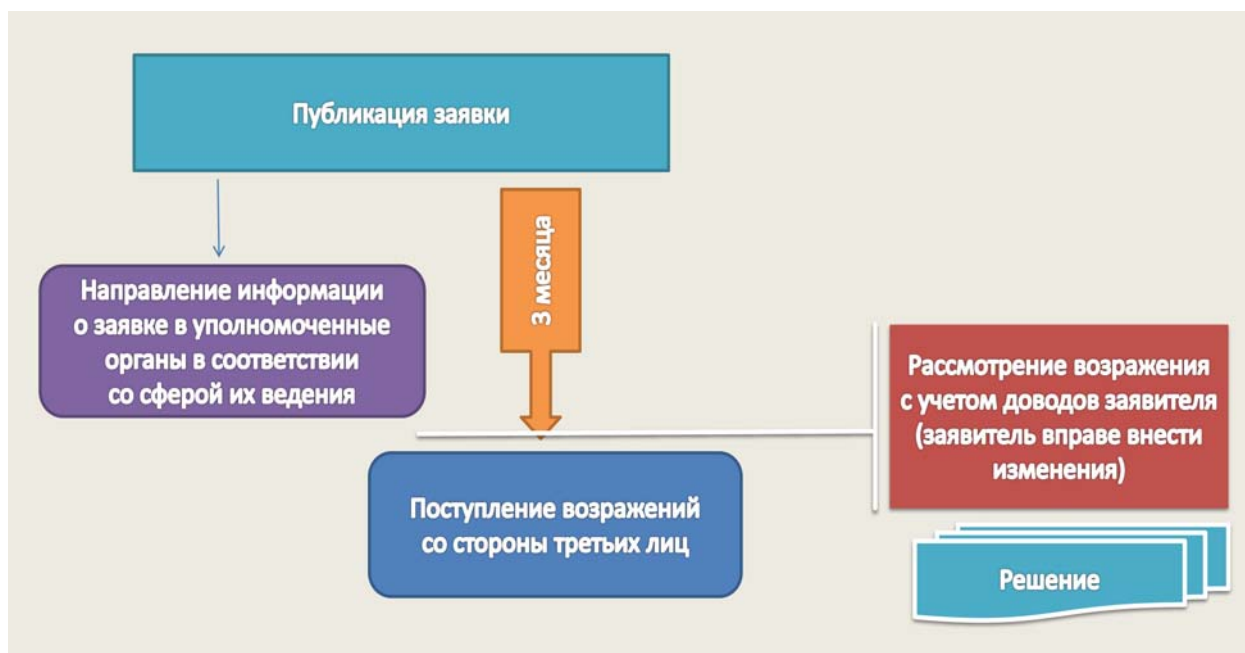 Публикация заявки
3 месяца
Направление информации
о заявке в уполномоченные
органы в соответствии
со сферой их ведения
Рассмотрение возражения
с учетом доводов заявителя
(заявитель вправе внести
изменения)
Поступление возражений
со стороны третьих лиц
Решение